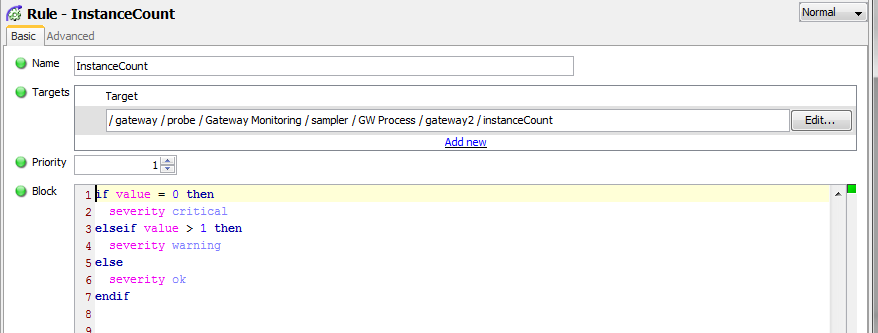 Rule - InstanceCount
Normal
Basic Advanced
Name InstanceCount
Targets Target
/ gateway / probe / Gateway Monitoring / sampler / GW Process / gateway2 / instanceCount Edit...
Add new
Priority 1
Block 1 if value = 0 then
2 severity critical
3 elseif value > 1 then
4 severity warning
5 else
6 severity ok
7 endif
8
9